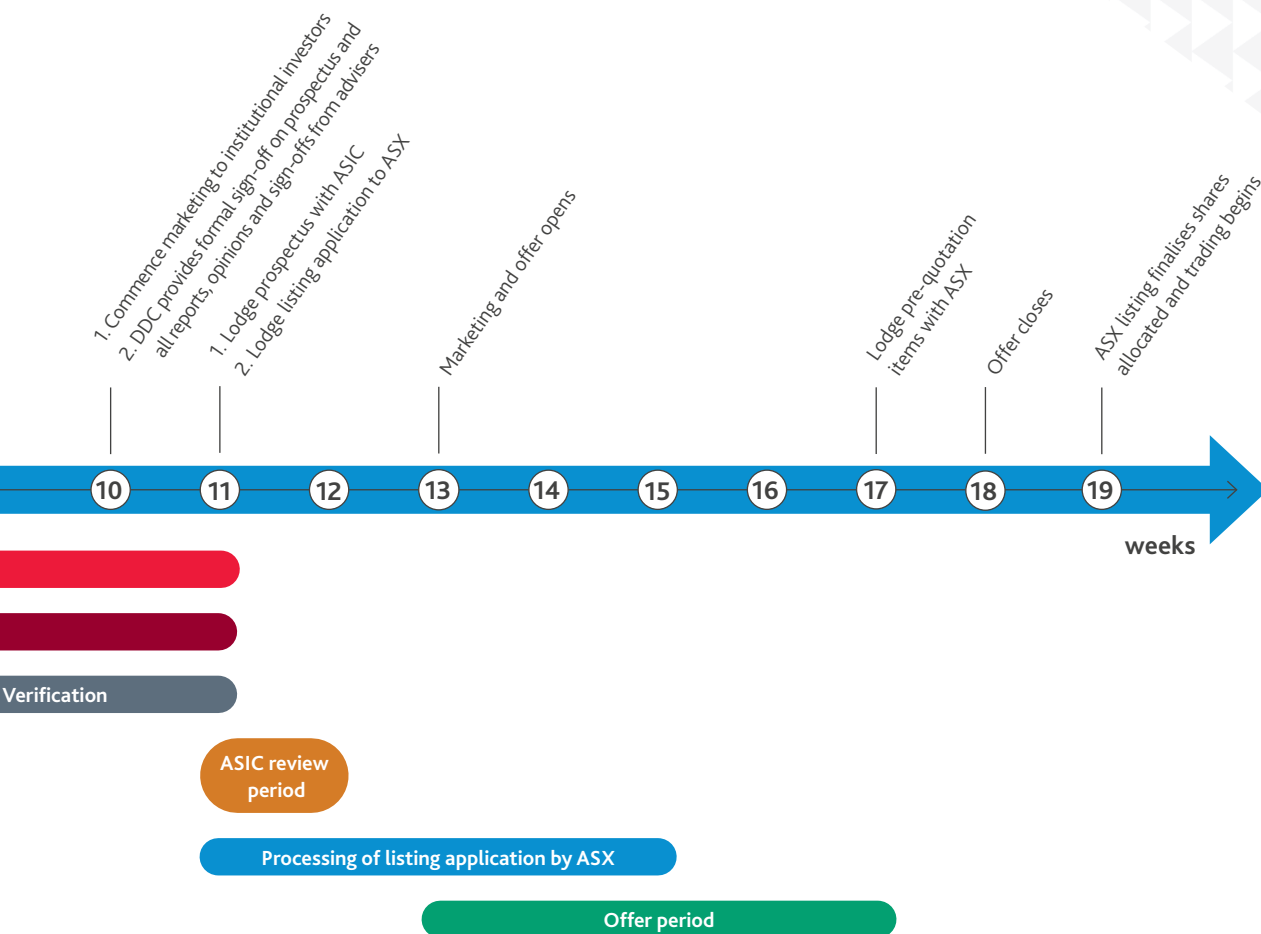 1. Commence marketing to institutional investors
2. DDC provides formal sign-off on prospectus and
all reports, opinions and sign-offs from advisers
1. Lodge prospectus with ASIC
2. Lodge listing application to ASX
Marketing and offer opens
Lodge pre-quotation
items with ASX
Offer closes
ASX listing finalises shares
allocated and trading begins
10 11 12 13 14 15 16 17 18 19
weeks
Verification
ASIC review
period
Processing of listing application by ASX
Offer period